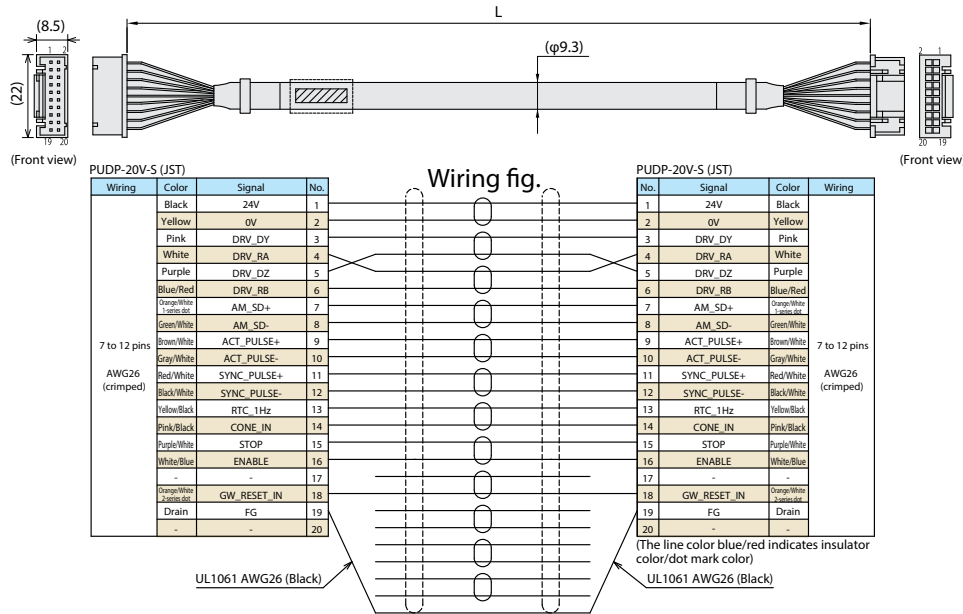 L
(8.5)
(φ9.3)
1 2
2 1
(22)
19 20
20 19
(Front view)
(Front view)
PUDP-20V-S (JST)
Wiring fig.
PUDP-20V-S (JST)
Wiring Color Signal No.
No. Signal Color Wiring
Black 24V 1
1 24V Black
Yellow 0V 2
2 0V Yellow
Pink DRV_DY 3
3 DRV_DY Pink
White DRV_RA 4
4 DRV_RA White
Purple DRV_DZ 5
5 DRV_DZ Purple
Blue/Red DRV_RB 6
6 DRV_RB Blue/Red
Orange/White 1-series dot AM_SD+ 7
7 AM_SD+ Orange/White 1-series dot
Green/White AM_SD- 8
8 AM_SD- Green/White
Brown/White ACT_PULSE+ 9
9 ACT_PULSE+ Brown/White
7 to 12 pins
7 to 12 pins
Gray/White ACT_PULSE- 10
10 ACT_PULSE- Gray/White
AWG26
(crimped)
AWG26
(crimped)
Red/White SYNC_PULSE+ 11
11 SYNC_PULSE+ Red/White
Black/White SYNC_PULSE- 12
12 SYNC_PULSE- Black/White
Yellow/Black RTC_1Hz 13
13 RTC_1Hz Yellow/Black
Pink/Black CONE_IN 14
14 CONE_IN Pink/Black
Purple/White STOP 15
15 STOP Purple/White
White/Blue ENABLE 16
16 ENABLE White/Blue
- - 17
17 - -
Orange/White 2-series dot GW_RESET_IN 18
18 GW_RESET_IN Orange/White 2-series dot
Drain FG 19
19 FG Drain
- - 20
20 - -
(The line color blue/red indicates insulator
color/dot mark color)
UL1061 AWG26 (Black)
UL1061 AWG26 (Black)